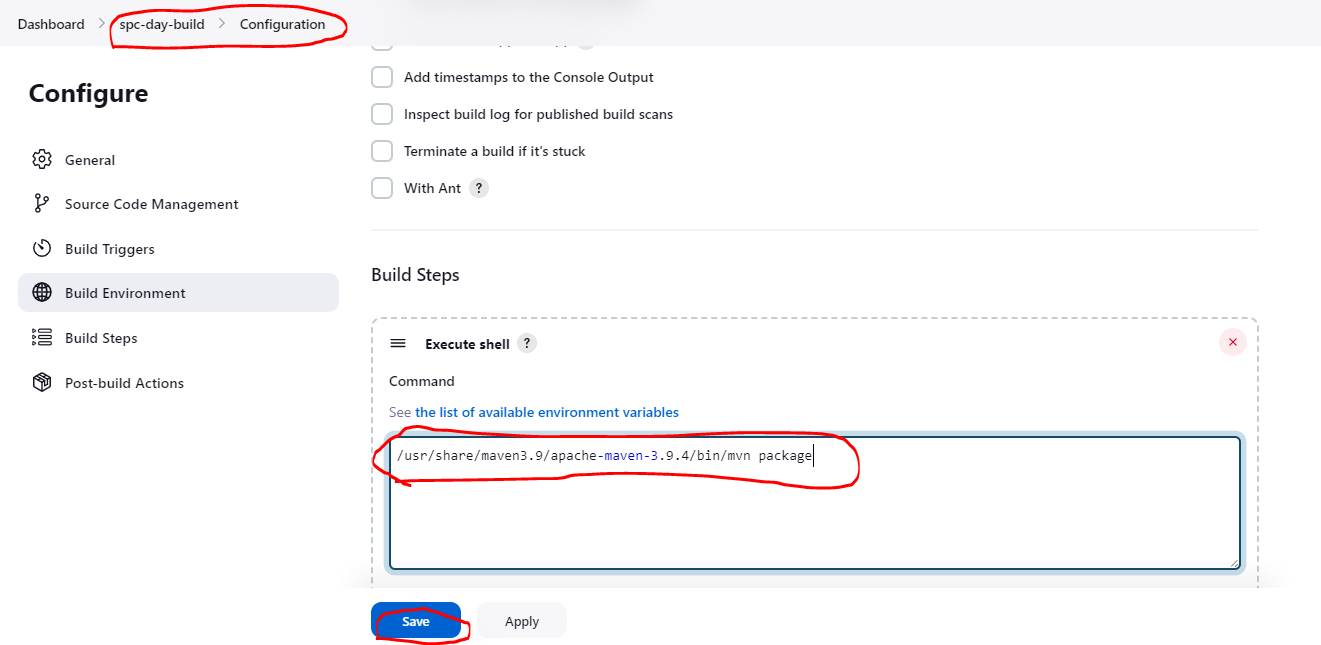 Dashboard > spc-day-build > Configuration
Configure
General
Source Code Management
Build Triggers
Build Environment
Build Steps
Post-build Actions
Add timestamps to the Console Output
Inspect build log for published build scans
Terminate a build if it's stuck
With Ant ?
Build Steps
Execute shell ?
Command
See the list of available environment variables
/usr/share/maven3.9/apache-maven-3.9.4/bin/mvn package
Save
Apply